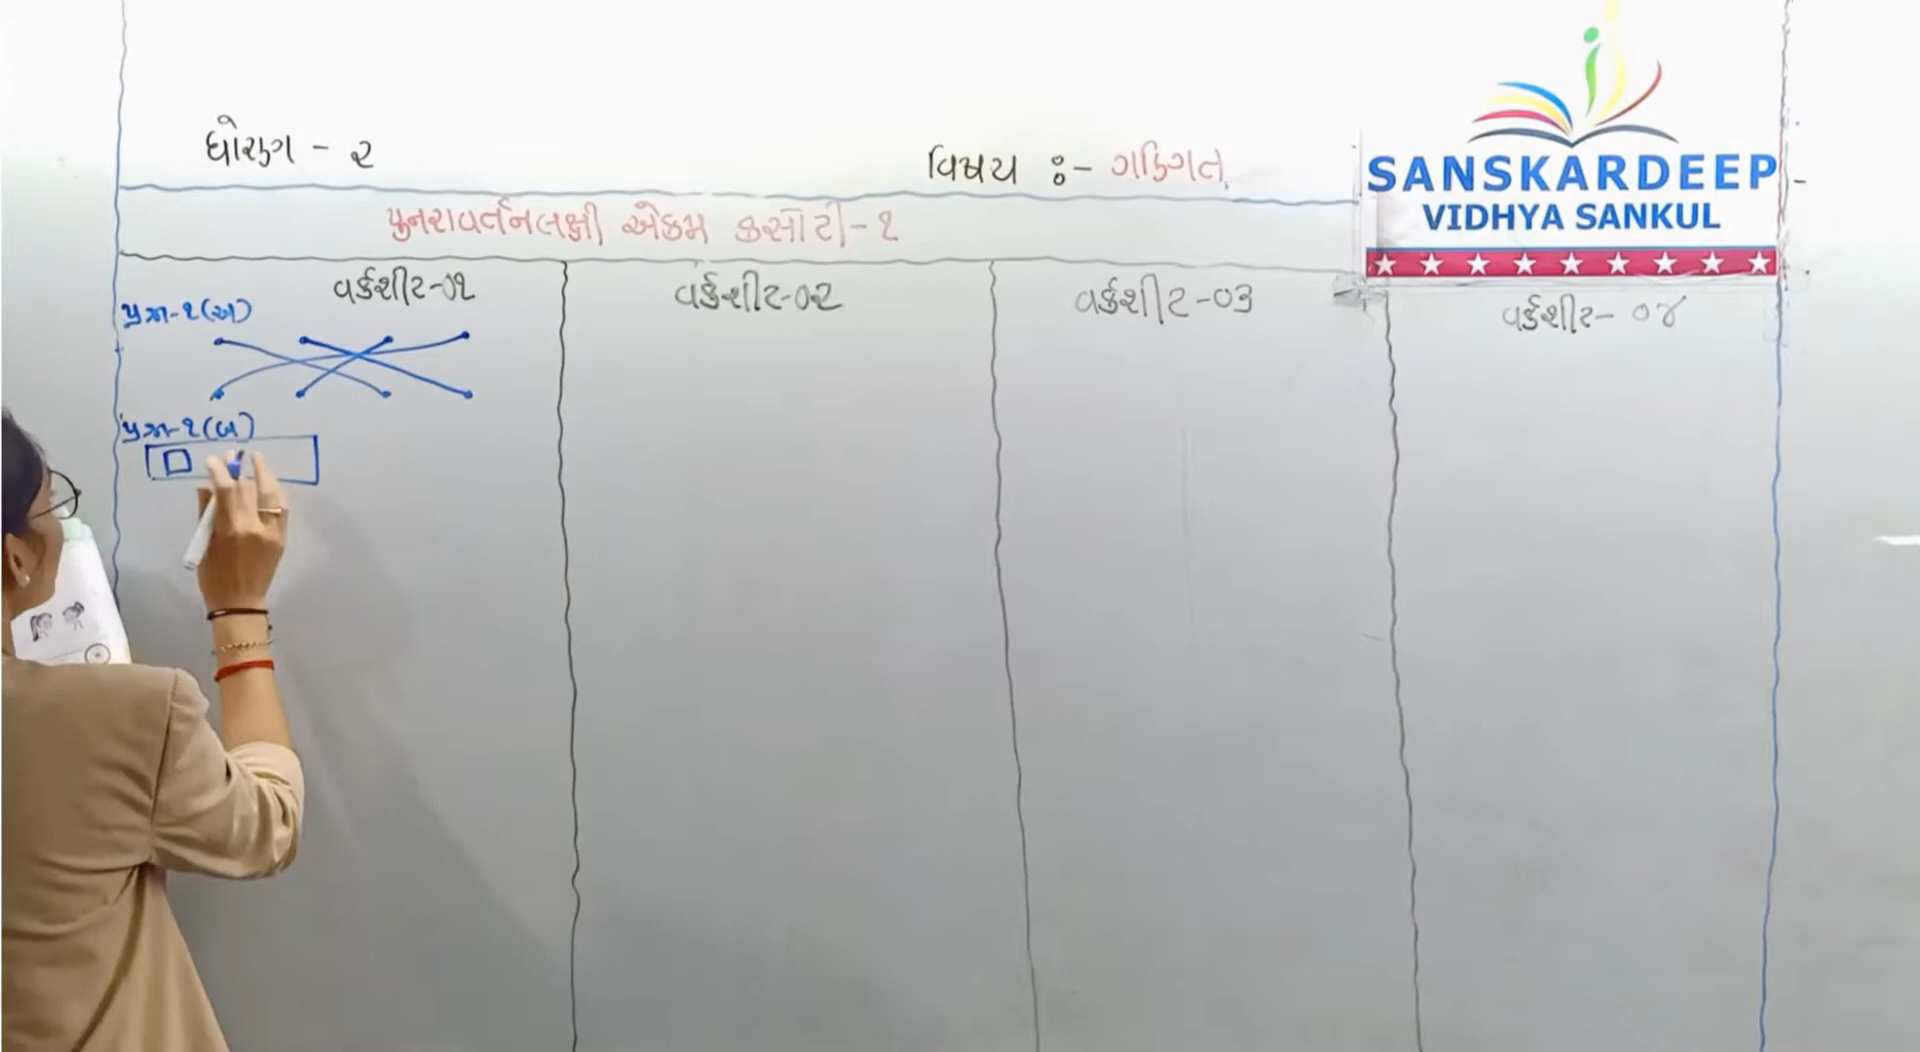 ધોરણ - ૨
વિષય :- ગણિત
SANSKARDEEP
VIDHYA SANKUL
પુનરાવર્તનલક્ષી એકમ કસોટી-૧
વર્કશીટ-૦૧
વર્કશીટ-૦૨
વર્કશીટ-૦૩
વર્કશીટ- ૦૪
પ્રશ્ન-૧(અ)
પ્રશ્ન-૧(બ)